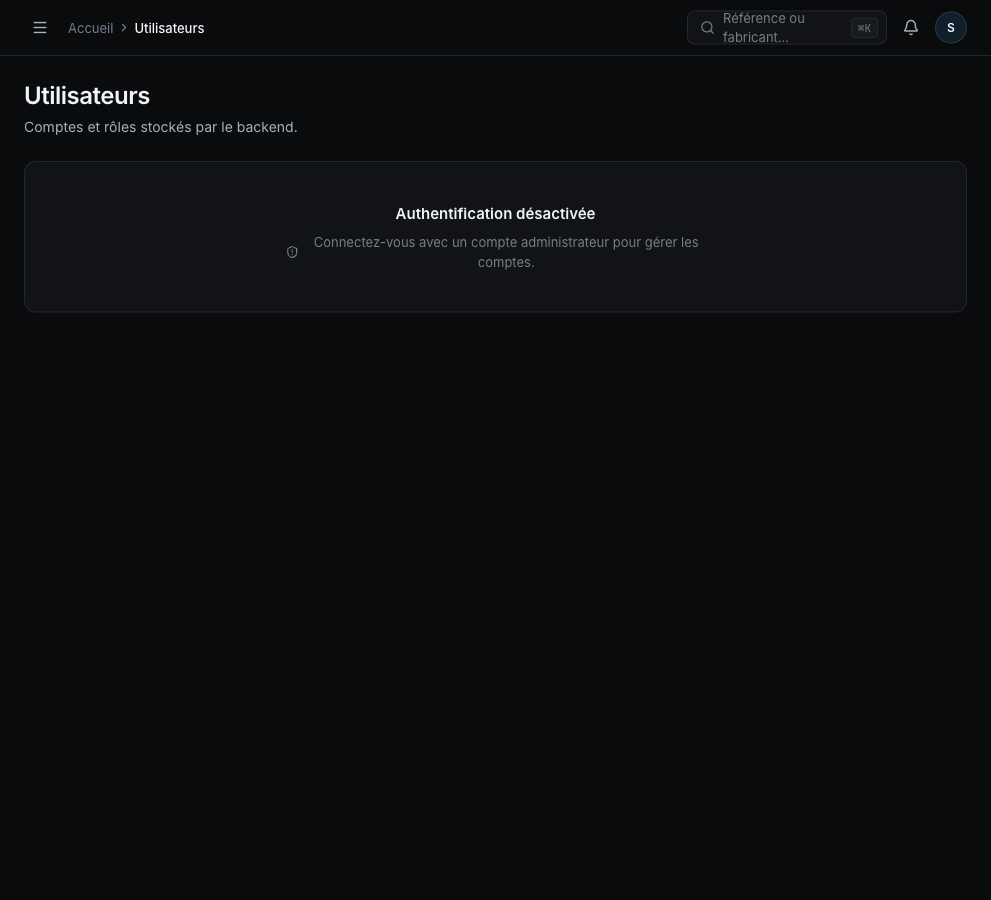 Accueil > Utilisateurs
Référence ou
fabricant...
⌘K
S
Utilisateurs
Comptes et rôles stockés par le backend.
Authentification désactivée
Connectez-vous avec un compte administrateur pour gérer les
comptes.